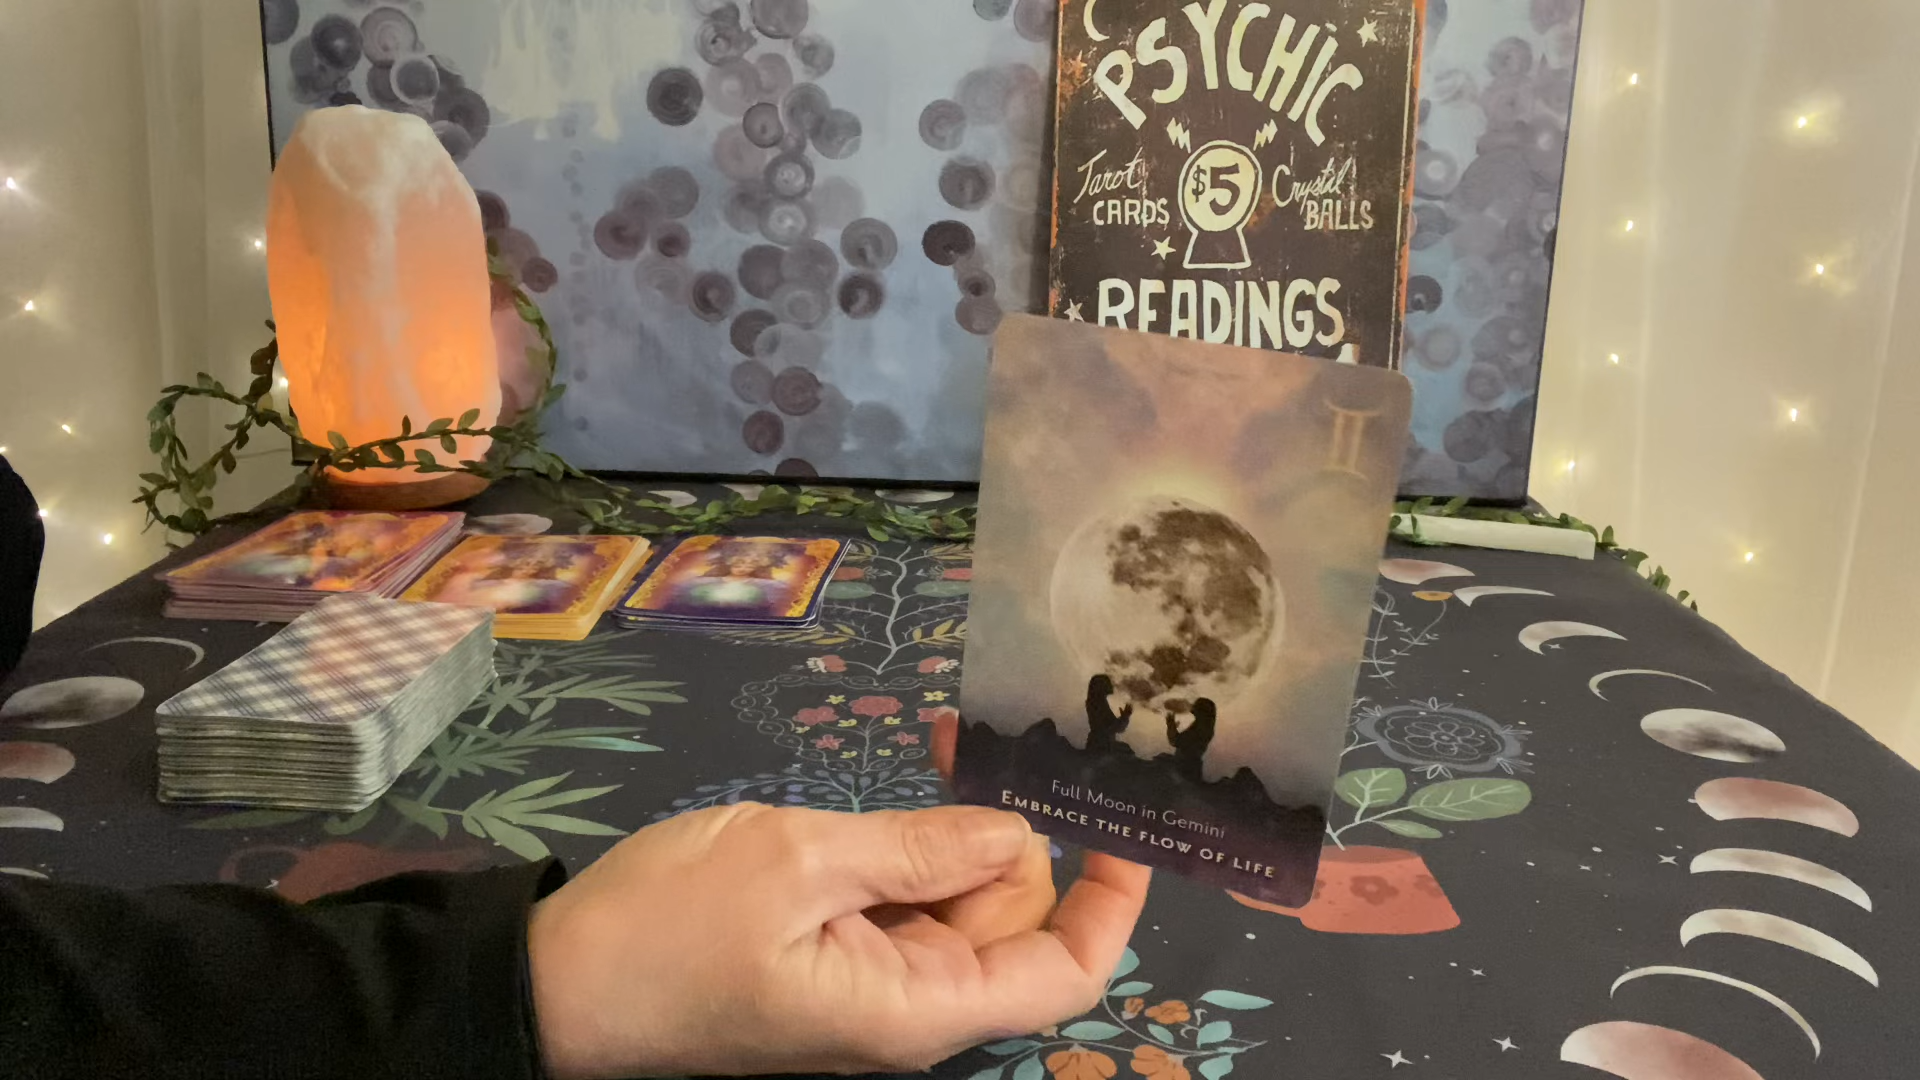 PSYCHIC
Tarot CARDS
$5
Crystal BALLS
READINGS
Full Moon in Gemini
EMBRACE THE FLOW OF LIFE